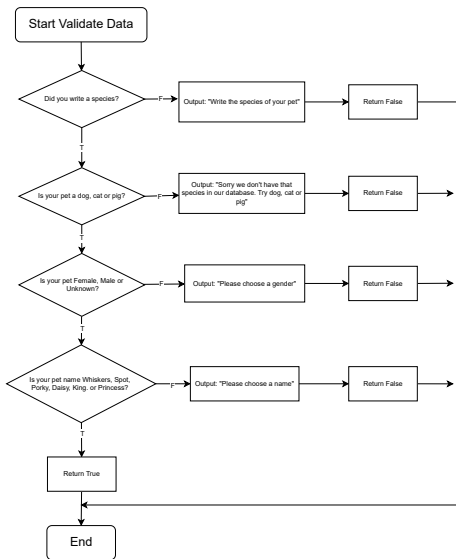 Start Validate Data
Did you write a species?
F
Output: "Write the species of your pet"
Return False
T
Is your pet a dog, cat or pig?
F
Output: "Sorry we don't have that
species in our database. Try dog, cat or
pig"
Return False
T
Is your pet Female, Male or
Unknown?
F
Output: "Please choose a gender"
Return False
T
Is your pet name Whiskers, Spot,
Porky, Daisy, King. or Princess?
F
Output: "Please choose a name"
Return False
T
Return True
End